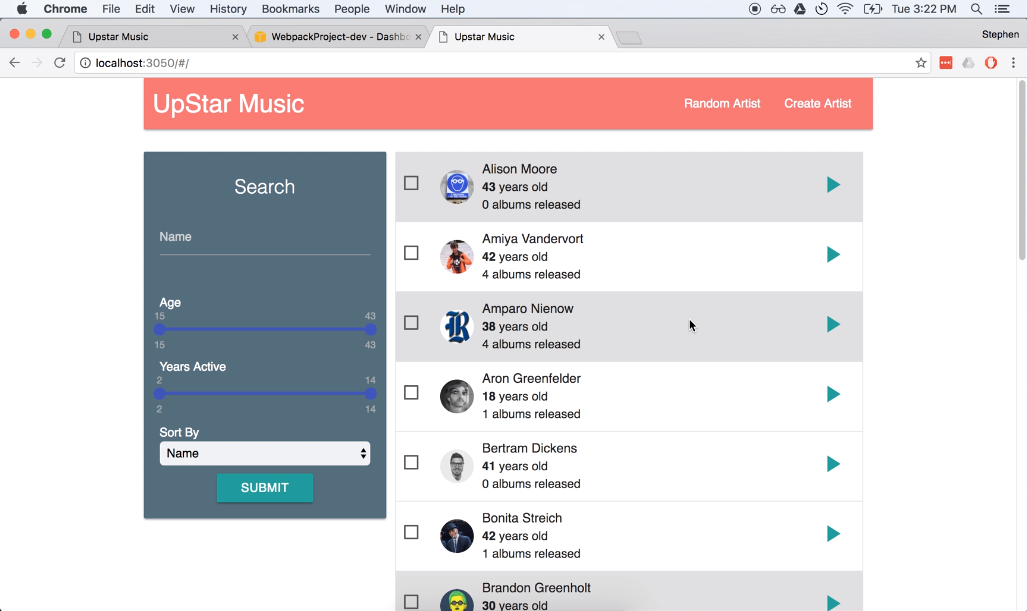 Chrome File Edit View History Bookmarks People Window Help Tue 3:22 PM
Upstar Music WebpackProject-dev - Dashbo Upstar Music Stephen
localhost:3050/#/
UpStar Music Random Artist Create Artist
Search
Name
Age
15 43
15 43
Years Active
2 14
2 14
Sort By
Name
SUBMIT
Alison Moore
43 years old
0 albums released
Amiya Vandervort
42 years old
4 albums released
Amparo Nienow
38 years old
4 albums released
Aron Greenfelder
18 years old
1 albums released
Bertram Dickens
41 years old
0 albums released
Bonita Streich
42 years old
1 albums released
Brandon Greenholt
30 years old